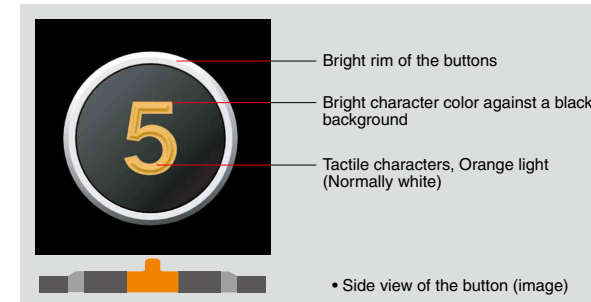 Bright rim of the buttons
5
Bright character color against a black
background
Tactile characters, Orange light
(Normally white)
• Side view of the button (image)